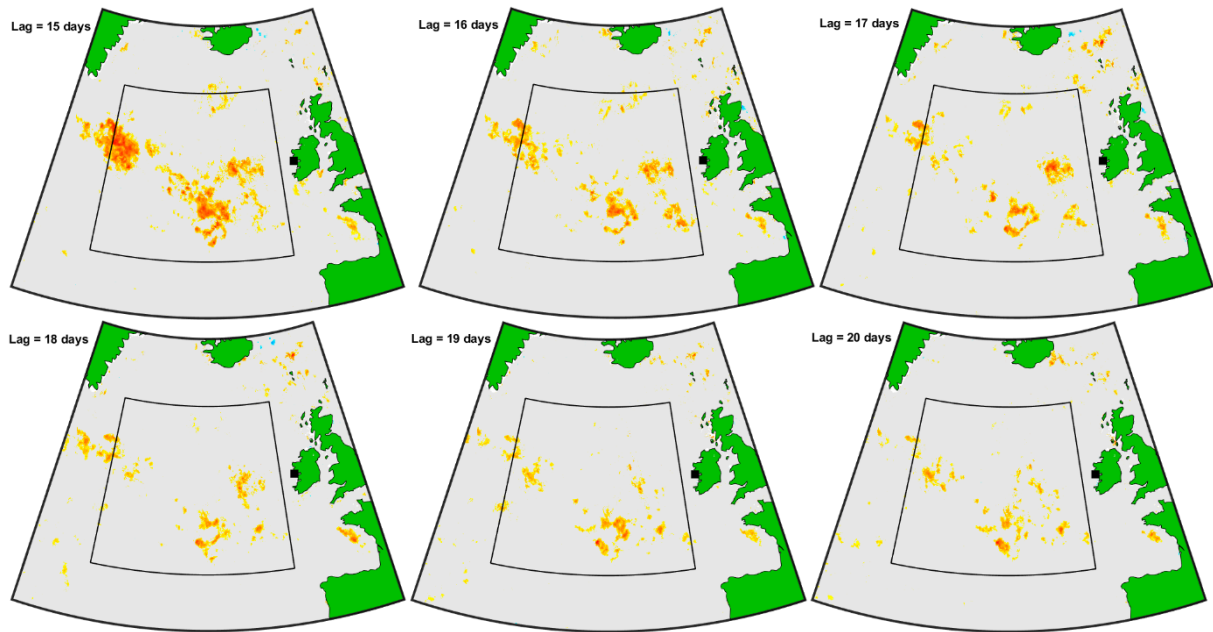 Lag = 15 days
Lag = 16 days
Lag = 17 days
Lag = 18 days
Lag = 19 days
Lag = 20 days